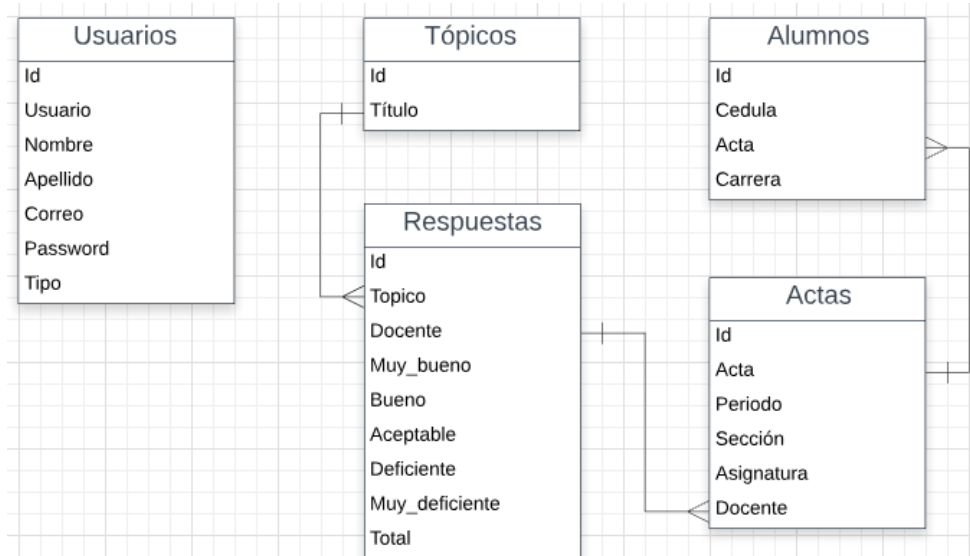 Usuarios
Id
Usuario
Nombre
Apellido
Correo
Password
Tipo
Tópicos
Id
Título
Respuestas
Id
Topico
Docente
Muy_bueno
Bueno
Aceptable
Deficiente
Muy_deficiente
Total
Alumnos
Id
Cedula
Acta
Carrera
Actas
Id
Acta
Periodo
Sección
Asignatura
Docente